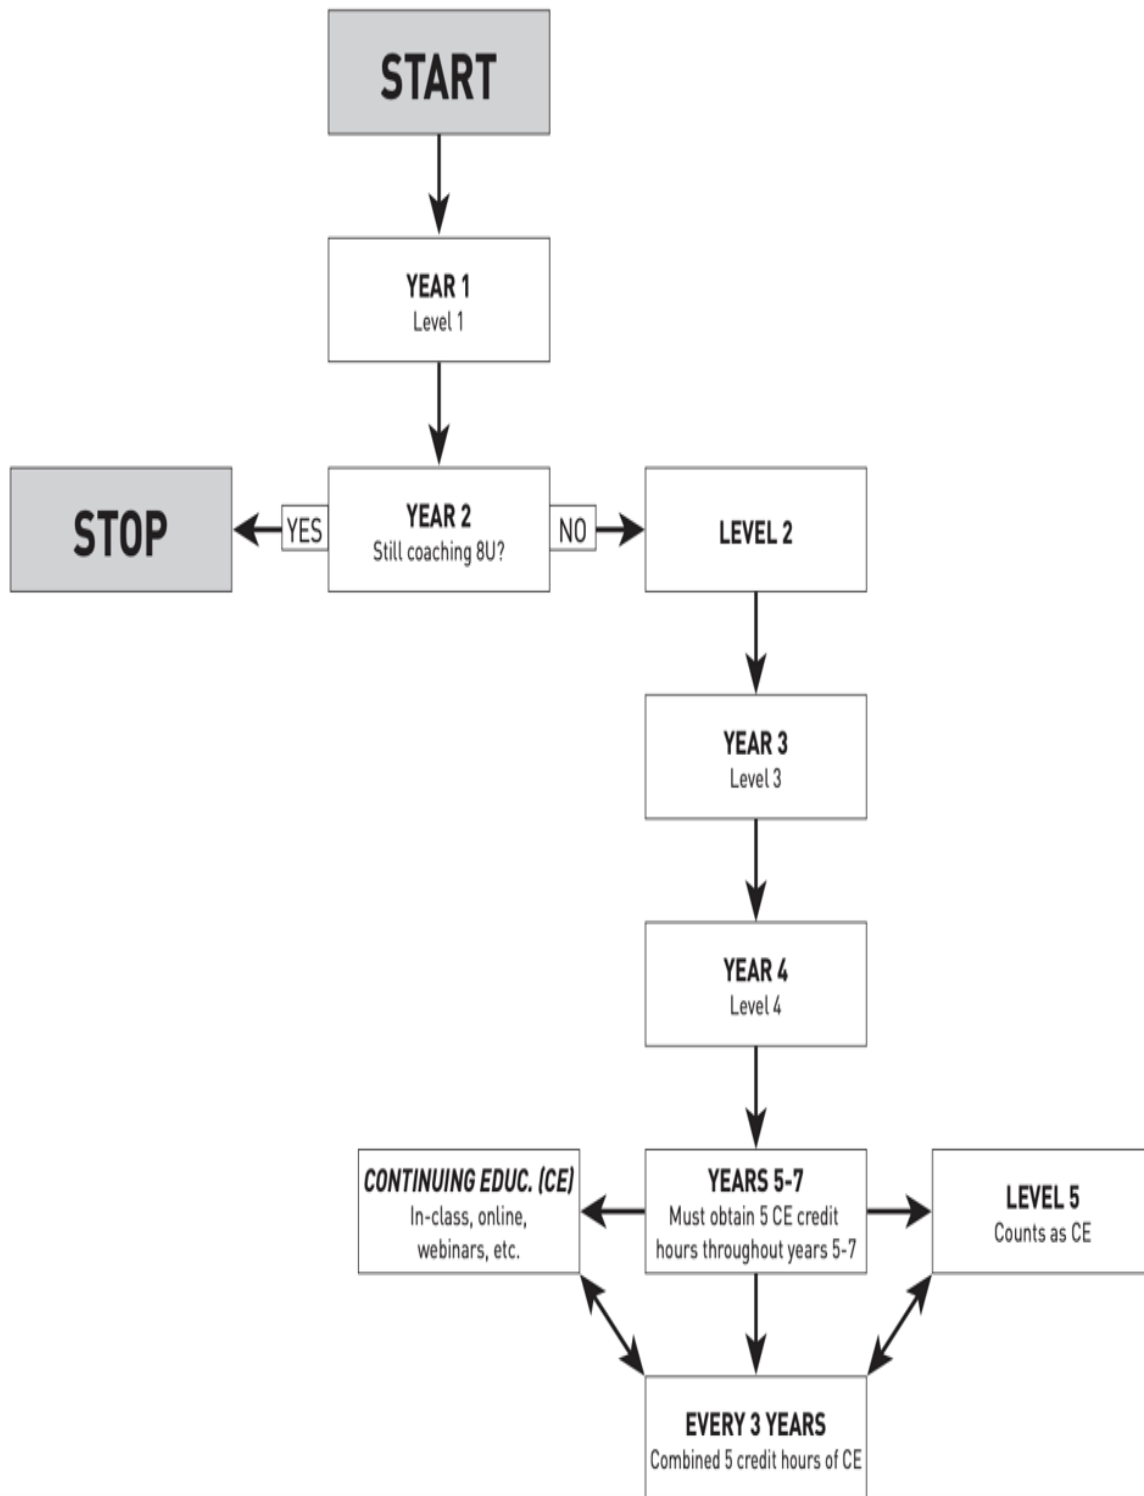 START
YEAR 1
Level 1
STOP
YES
YEAR 2
Still coaching 8U?
NO
LEVEL 2
YEAR 3
Level 3
YEAR 4
Level 4
CONTINUING EDUC. (CE)
In-class, online,
webinars, etc.
YEARS 5-7
Must obtain 5 CE credit
hours throughout years 5-7
LEVEL 5
Counts as CE
EVERY 3 YEARS
Combined 5 credit hours of CE